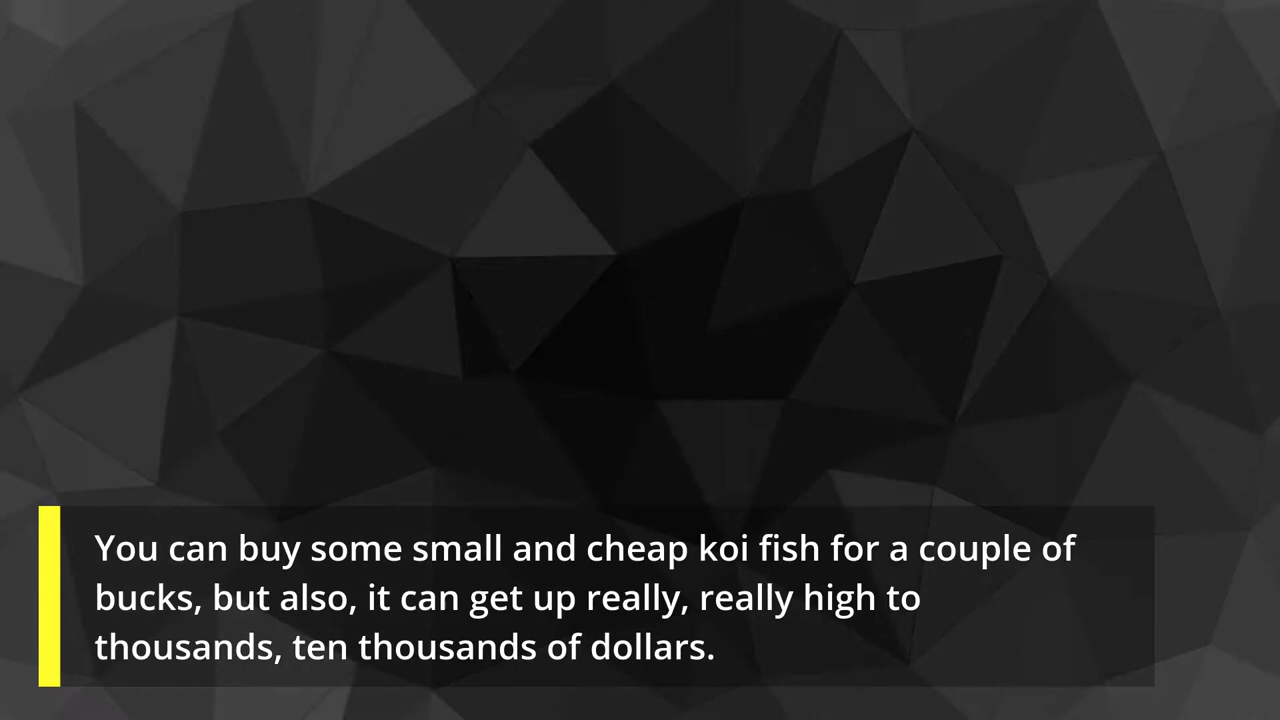 You can buy some small and cheap koi fish for a couple of
bucks, but also, it can get up really, really high to
thousands, ten thousands of dollars.